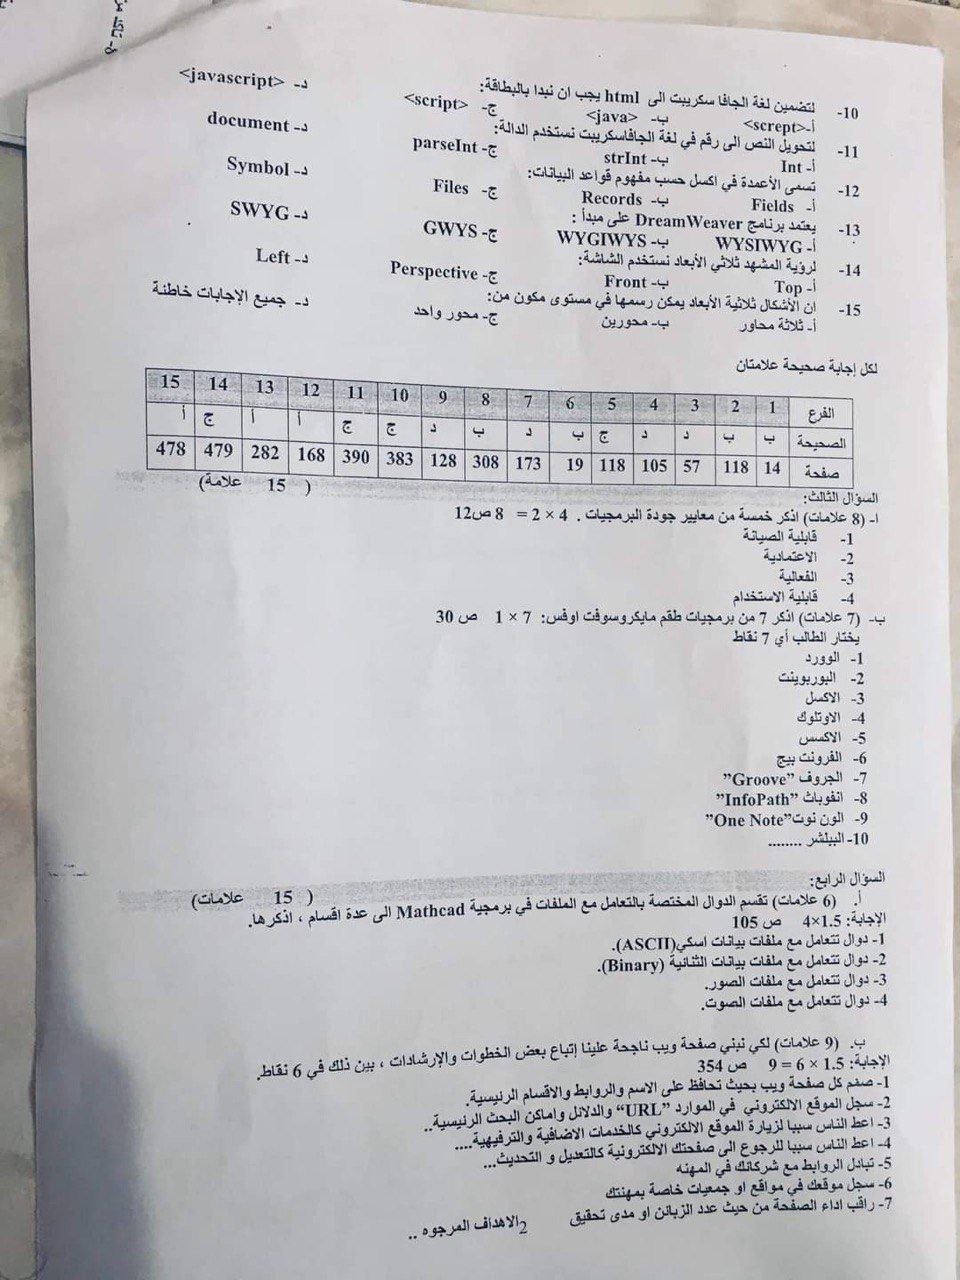 10- لتضمين لغة الجافا سكريبت الى html يجب ان نبدا بالبطاقة:
أ-<scrept> ب- <java> ج- <script> د- <javascript>
11- لتحويل النص الى رقم في لغة الجافاسكريبت نستخدم الدالة:
أ- Int ب- strInt ج- parseInt د- document
12- تسمى الأعمدة في اكسل حسب مفهوم قواعد البيانات:
أ- Fields ب- Records ج- Files د- Symbol
13- يعتمد برنامج DreamWeaver على مبدأ :
أ- WYSIWYG ب- WYGIWYS ج- GWYS د- SWYG
14- لرؤية المشهد ثلاثي الأبعاد نستخدم الشاشة:
أ- Top ب- Front ج- Perspective د- Left
15- ان الأشكال ثلاثية الأبعاد يمكن رسمها في مستوى مكون من:
أ- ثلاثة محاور ب- محورين ج- محور واحد د- جميع الإجابات خاطئة
لكل إجابة صحيحة علامتان
الفرع 1 2 3 4 5 6 7 8 9 10 11 12 13 14 15
الصحيحة ب ب د د ج ب د ب د ج ج أ أ ج أ
صفحة 14 118 57 105 118 19 173 308 128 383 390 168 282 479 478
السؤال الثالث: ( 15 علامة)
ا- (8 علامات) اذكر خمسة من معايير جودة البرمجيات . 4 × 2 = 8 ص12
1- قابلية الصيانة
2- الاعتمادية
3- الفعالية
4- قابلية الاستخدام
ب- (7 علامات) اذكر 7 من برمجيات طقم مايكروسوفت اوفس: 7 × 1 ص 30
يختار الطالب أي 7 نقاط
1- الوورد
2- البوربوينت
3- الاكسل
4- الاوتلوك
5- الاكسس
6- الفرونت بيج
7- الجروف "Groove"
8- انفوباث "InfoPath"
9- الون نوت"One Note"
10- الببلشر ........
السؤال الرابع: ( 15 علامات)
أ. (6 علامات) تقسم الدوال المختصة بالتعامل مع الملفات في برمجية Mathcad الى عدة اقسام ، اذكرها.
الإجابة: 1.5×4 ص 105
1- دوال تتعامل مع ملفات بيانات اسكي(ASCII).
2- دوال تتعامل مع ملفات بيانات الثنائية (Binary).
3- دوال تتعامل مع ملفات الصور.
4- دوال تتعامل مع ملفات الصوت.
ب. (9 علامات) لكي نبني صفحة ويب ناجحة علينا إتباع بعض الخطوات والإرشادات ، بين ذلك في 6 نقاط.
الإجابة: 1.5 × 6 = 9 ص 354
1- صمم كل صفحة ويب بحيث تحافظ على الاسم والروابط والاقسام الرئيسية.
2- سجل الموقع الالكتروني في الموارد "URL" والدلائل واماكن البحث الرئيسية..
3- اعط الناس سببا لزيارة الموقع الالكتروني كالخدمات الاضافية والترفيهية....
4- اعط الناس سببا للرجوع الى صفحتك الالكترونية كالتعديل و التحديث...
5- تبادل الروابط مع شركائك في المهنه
6- سجل موقعك في مواقع او جمعيات خاصة بمهنتك
7- راقب اداء الصفحة من حيث عدد الزبائن او مدى تحقيق الاهداف المرجوه ..
2